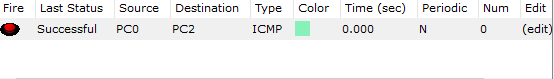 Fire Last Status Source Destination Type Color Time (sec) Periodic Num Edit
Successful PC0 PC2 ICMP 0.000 N 0 (edit)